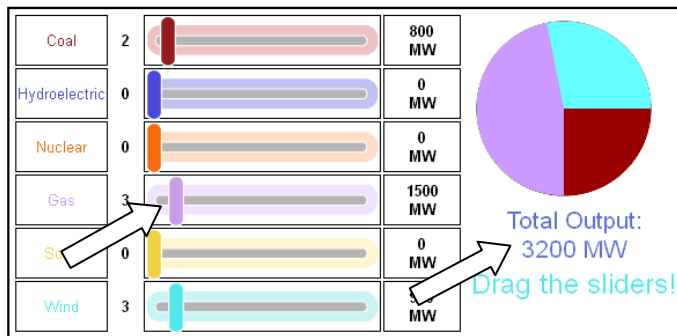 Coal 2 800 MW
Hydroelectric 0 0 MW
Nuclear 0 0 MW
Gas 3 1500 MW
0 0 MW
Wind 3 MW
Total Output:
3200 MW
Drag the sliders!